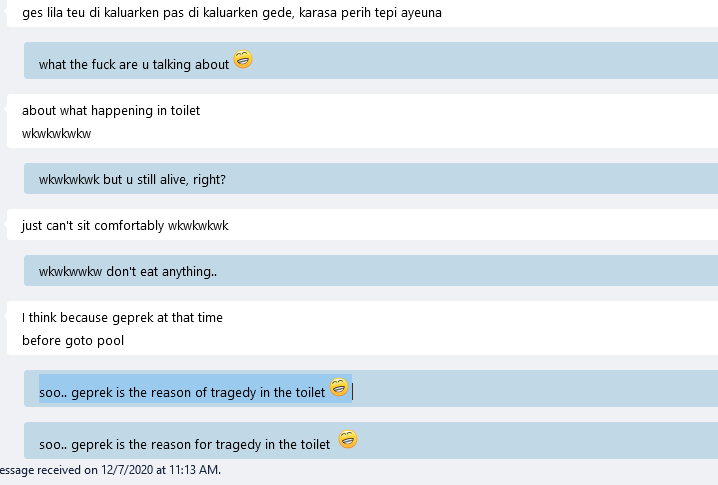 ges lila teu di kaluarken pas di kaluarken gede, karasa perih tepi ayeuna
what the fuck are u talking about
about what happening in toilet
wkwkwkwkw
wkwkwkwk but u still alive, right?
just can't sit comfortably wkwkwkwk
wkwkwwkw don't eat anything..
I think because geprek at that time
before goto pool
soo.. geprek is the reason of tragedy in the toilet
soo.. geprek is the reason for tragedy in the toilet
essage received on 12/7/2020 at 11:13 AM.